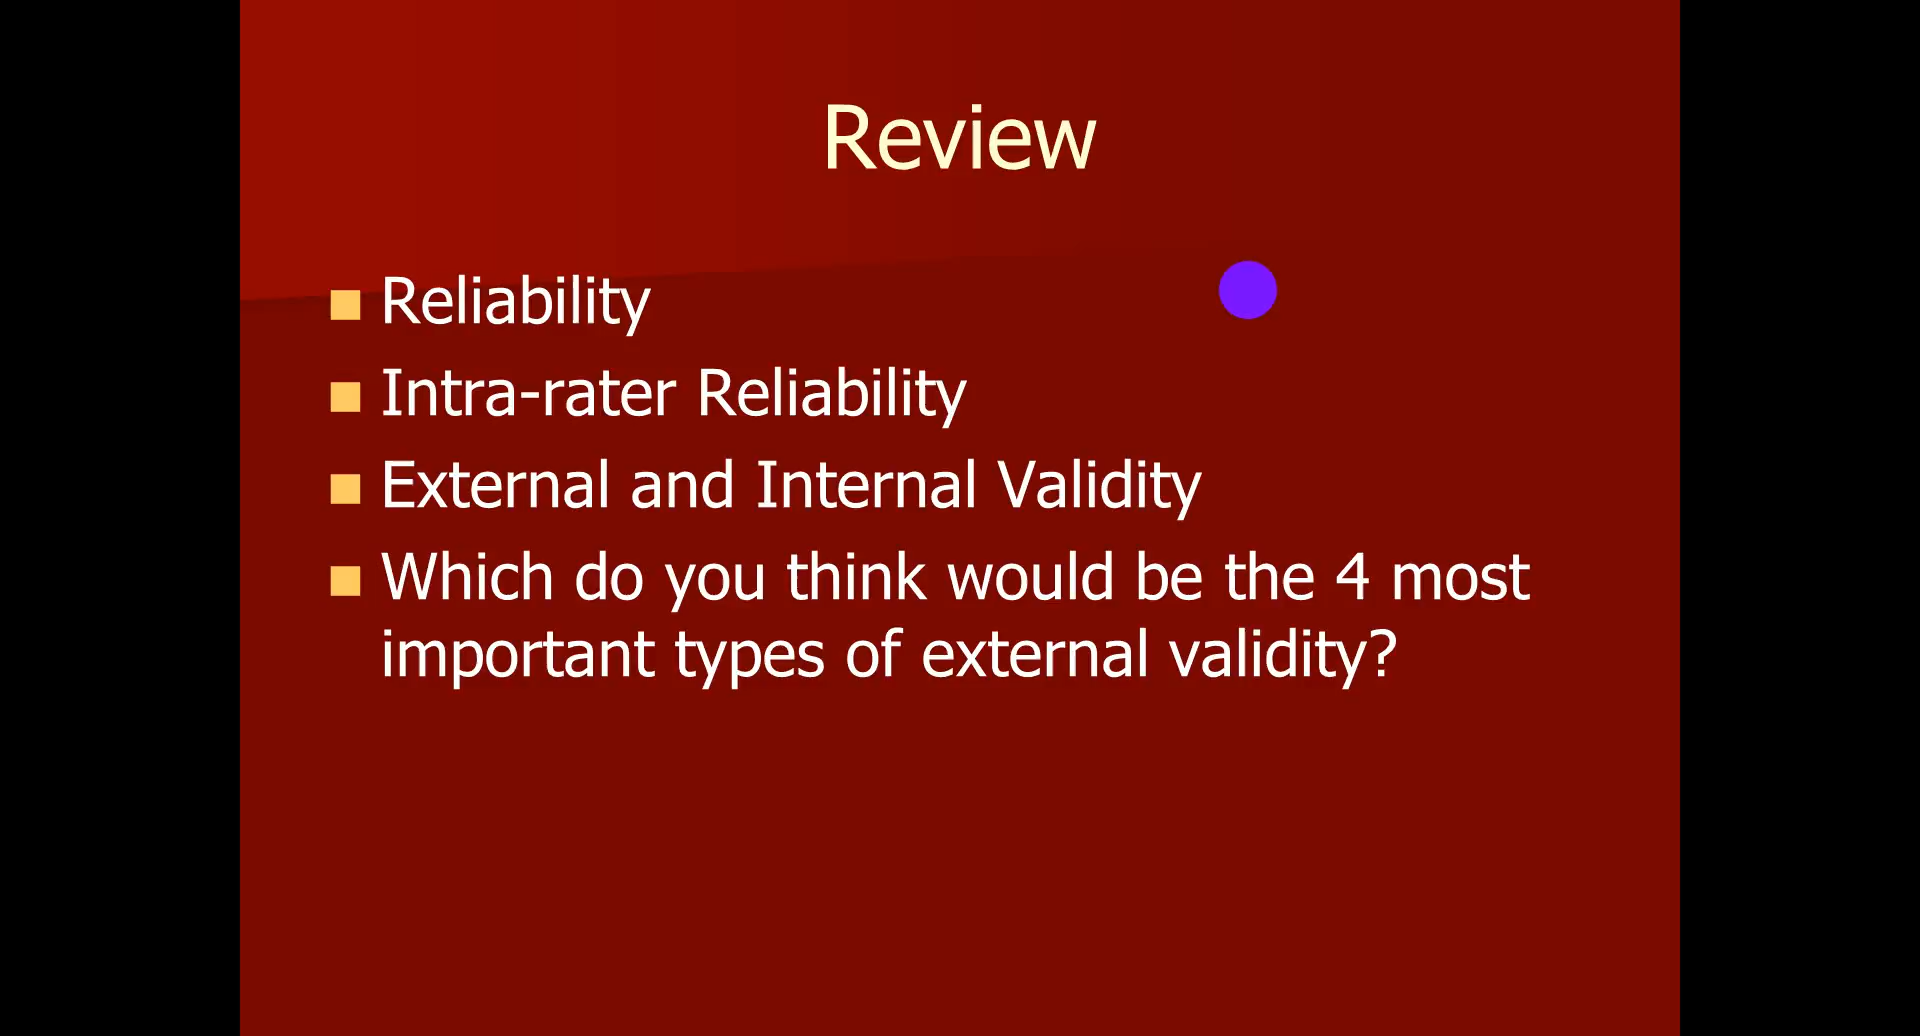 Review
Reliability
Intra-rater Reliability
External and Internal Validity
Which do you think would be the 4 most
important types of external validity?